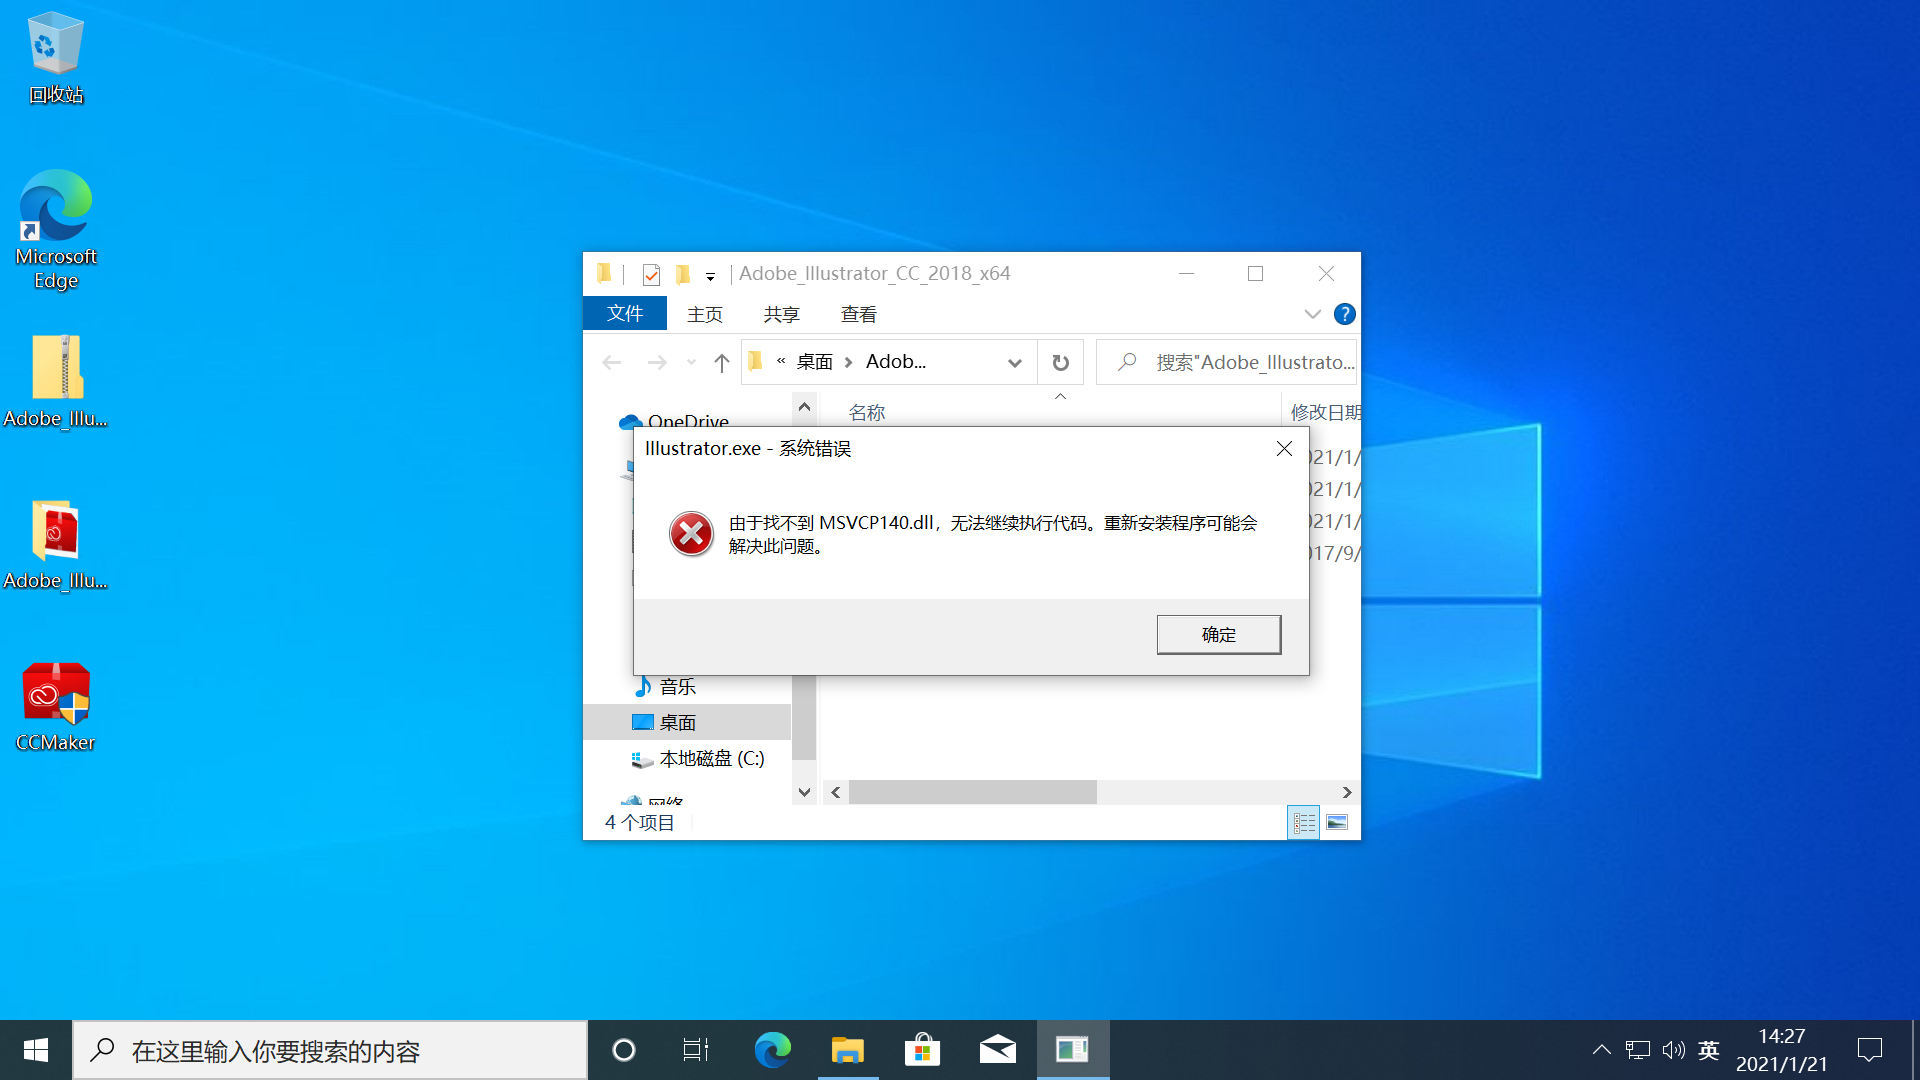 回收站
Microsoft
Edge
Adobe_Illu...
Adobe_Illu...
CCMaker
Adobe_Illustrator_CC_2018_x64
文件 主页 共享 查看
?
« 桌面 › Adob...
搜索"Adobe_Illustrato...
OneDrive
名称
修改日期
Illustrator.exe - 系统错误
由于找不到 MSVCP140.dll，无法继续执行代码。重新安装程序可能会
解决此问题。
确定
021/1/
021/1/
021/1/
017/9/
音乐
桌面
本地磁盘 (C:)
网络
4 个项目
在这里输入你要搜索的内容
英
14:27
2021/1/21